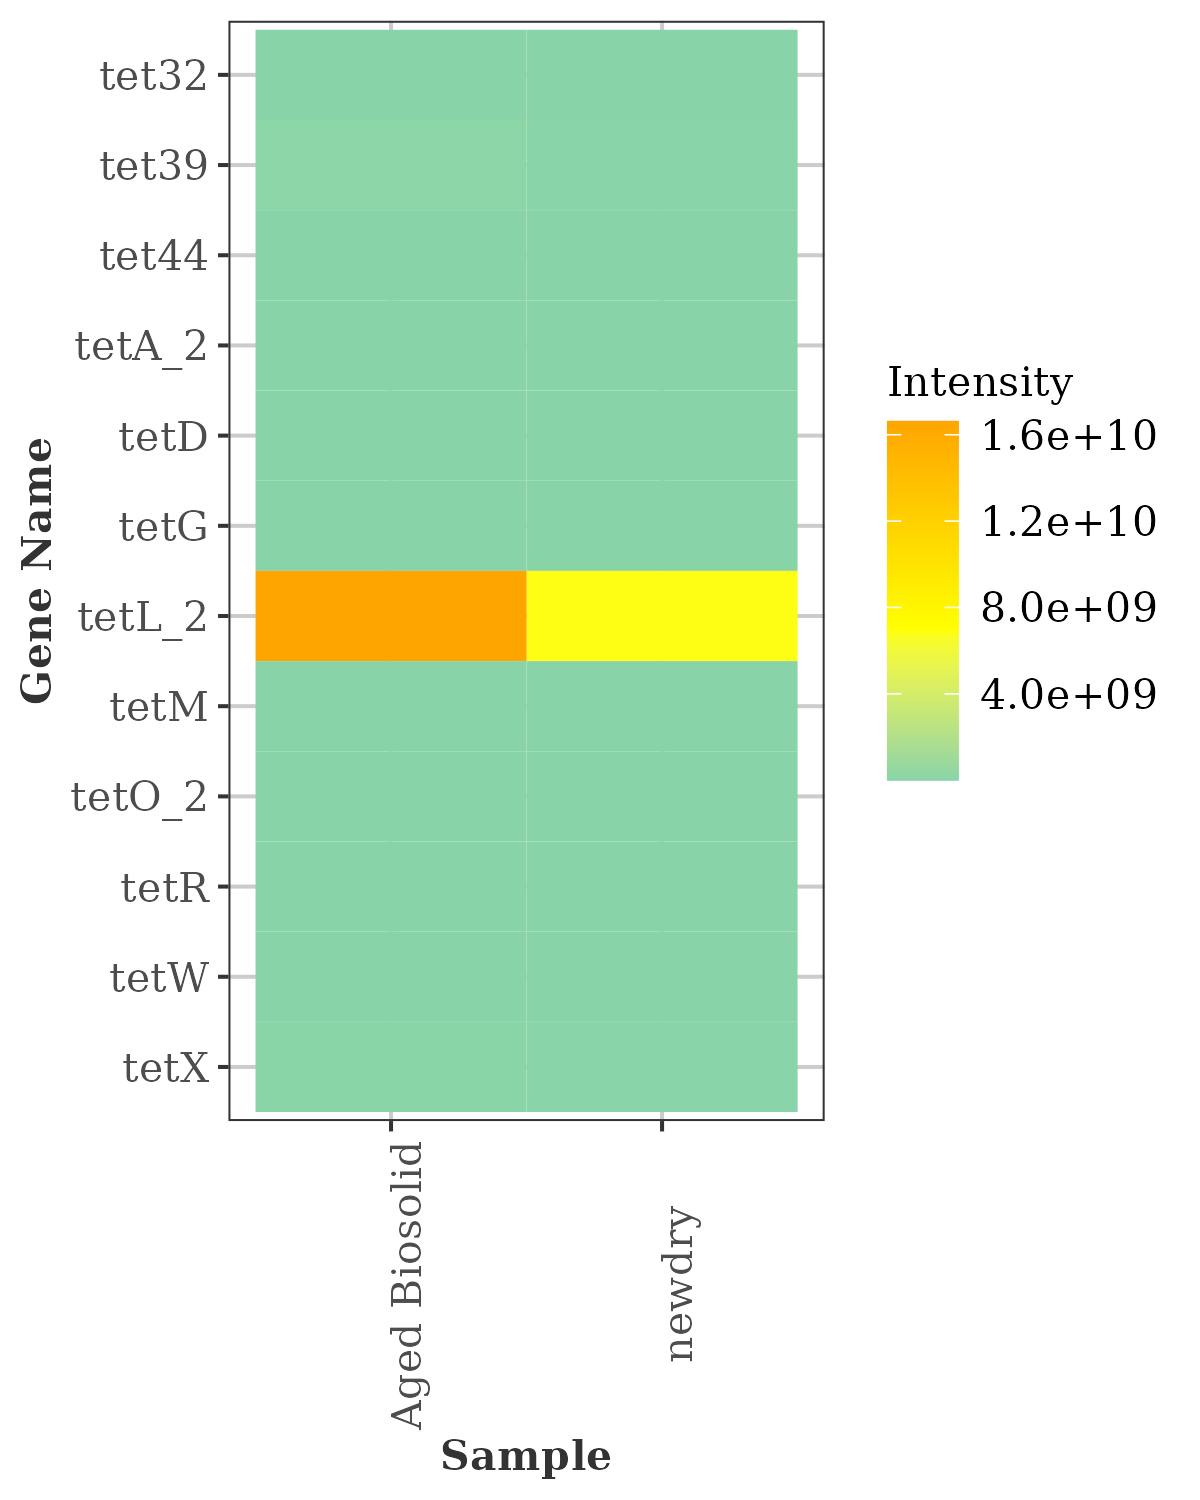 tet32
tet39
tet44
tetA_2
tetD
tetG
tetL_2
tetM
tetO_2
tetR
tetW
tetX
Gene Name
Aged Biosolid
newdry
Sample
Intensity
1.6e+10
1.2e+10
8.0e+09
4.0e+09